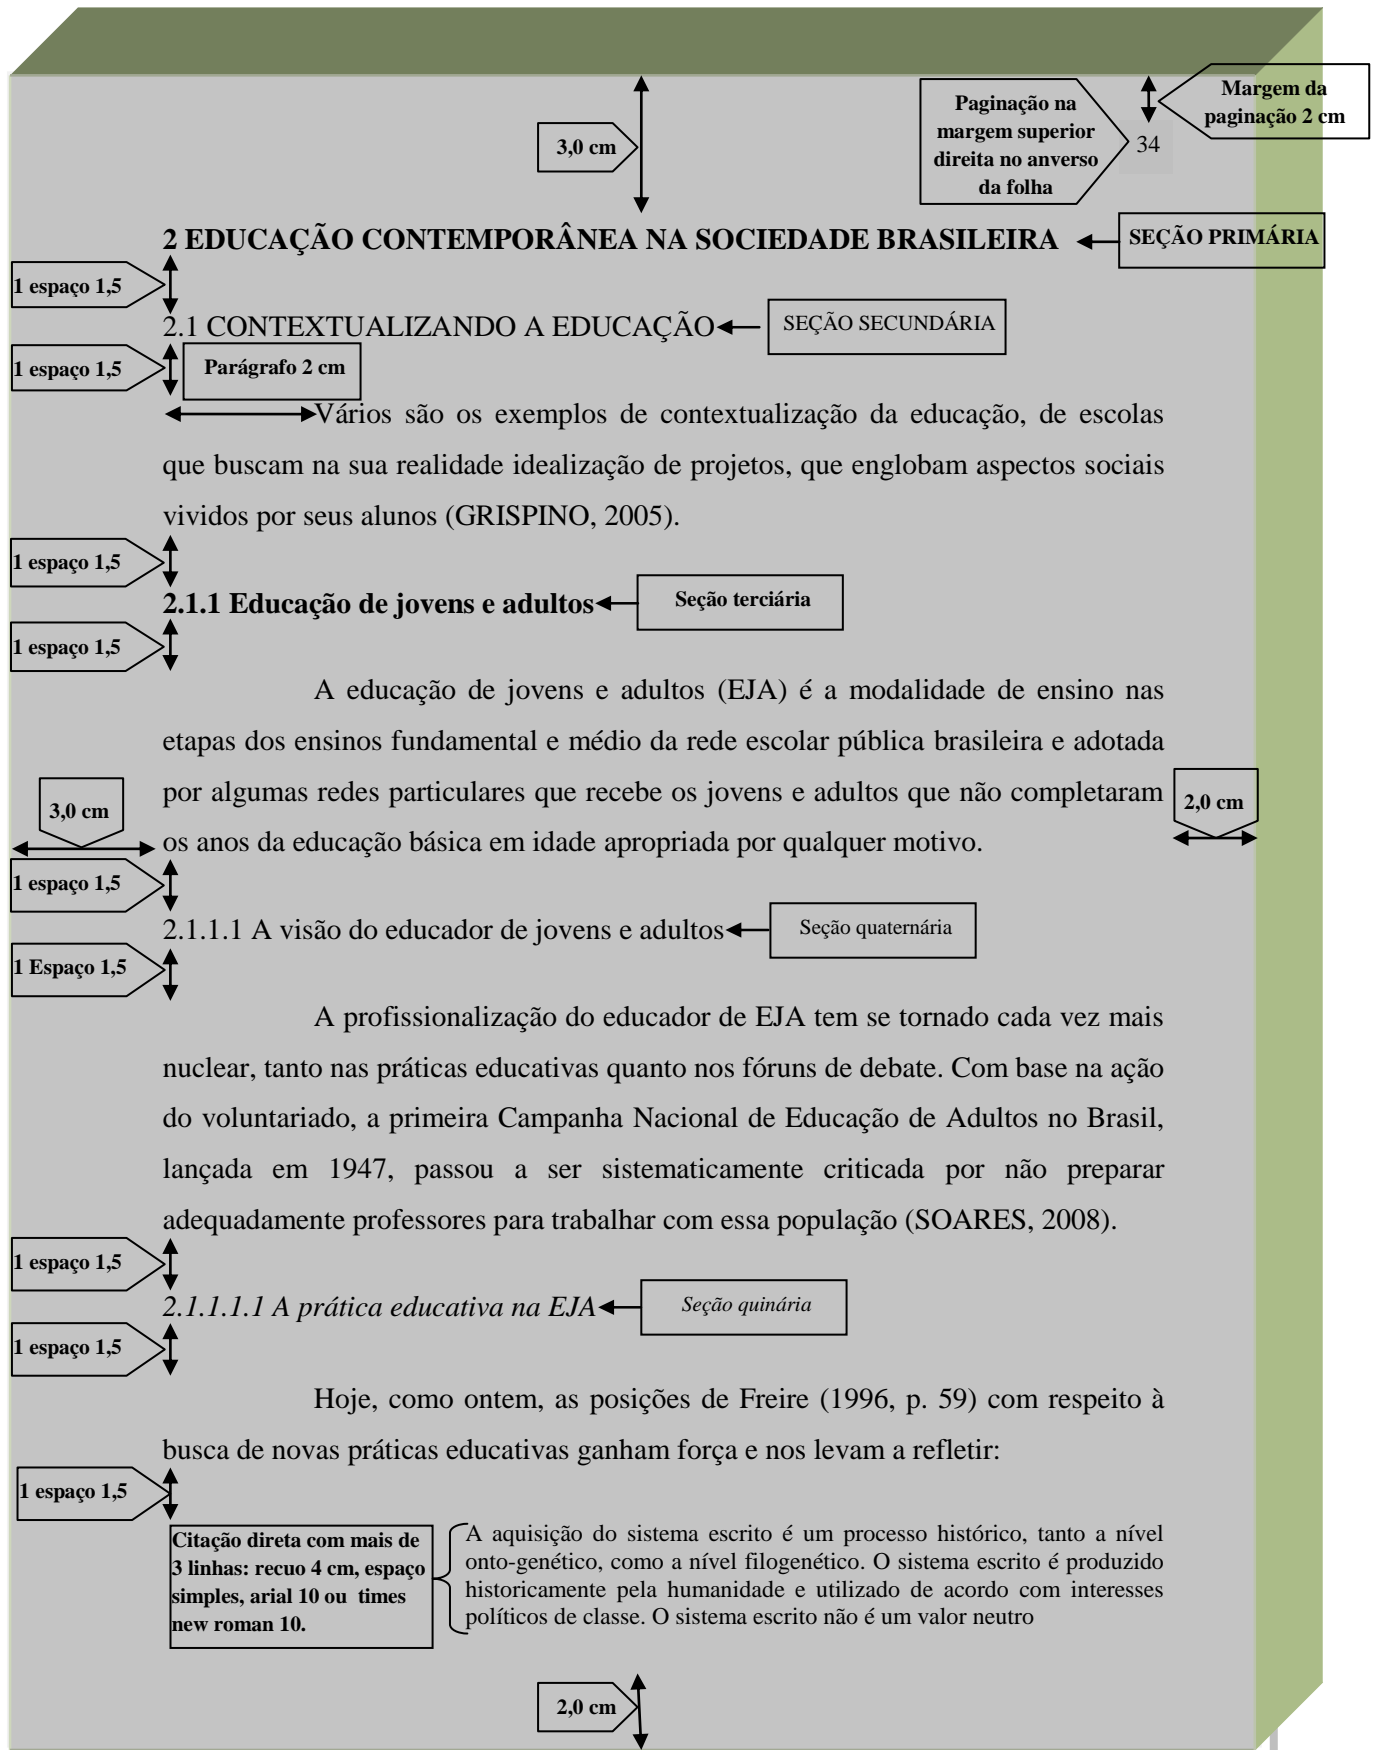 Margem da
paginação 2 cm
Paginação na
margem superior
direita no anverso
da folha
34
3,0 cm
2 EDUCAÇÃO CONTEMPORÂNEA NA SOCIEDADE BRASILEIRA
SEÇÃO PRIMÁRIA
1 espaço 1,5
2.1 CONTEXTUALIZANDO A EDUCAÇÃO
SEÇÃO SECUNDÁRIA
1 espaço 1,5
Parágrafo 2 cm
Vários são os exemplos de contextualização da educação, de escolas
que buscam na sua realidade idealização de projetos, que englobam aspectos sociais
vividos por seus alunos (GRISPINO, 2005).
1 espaço 1,5
2.1.1 Educação de jovens e adultos
Seção terciária
1 espaço 1,5
A educação de jovens e adultos (EJA) é a modalidade de ensino nas
etapas dos ensinos fundamental e médio da rede escolar pública brasileira e adotada
por algumas redes particulares que recebe os jovens e adultos que não completaram
os anos da educação básica em idade apropriada por qualquer motivo.
3,0 cm
2,0 cm
1 espaço 1,5
2.1.1.1 A visão do educador de jovens e adultos
Seção quaternária
1 Espaço 1,5
A profissionalização do educador de EJA tem se tornado cada vez mais
nuclear, tanto nas práticas educativas quanto nos fóruns de debate. Com base na ação
do voluntariado, a primeira Campanha Nacional de Educação de Adultos no Brasil,
lançada em 1947, passou a ser sistematicamente criticada por não preparar
adequadamente professores para trabalhar com essa população (SOARES, 2008).
1 espaço 1,5
2.1.1.1.1 A prática educativa na EJA
Seção quinária
1 espaço 1,5
Hoje, como ontem, as posições de Freire (1996, p. 59) com respeito à
busca de novas práticas educativas ganham força e nos levam a refletir:
1 espaço 1,5
Citação direta com mais de
3 linhas: recuo 4 cm, espaço
simples, arial 10 ou times
new roman 10.
A aquisição do sistema escrito é um processo histórico, tanto a nível
onto-genético, como a nível filogenético. O sistema escrito é produzido
historicamente pela humanidade e utilizado de acordo com interesses
políticos de classe. O sistema escrito não é um valor neutro
2,0 cm